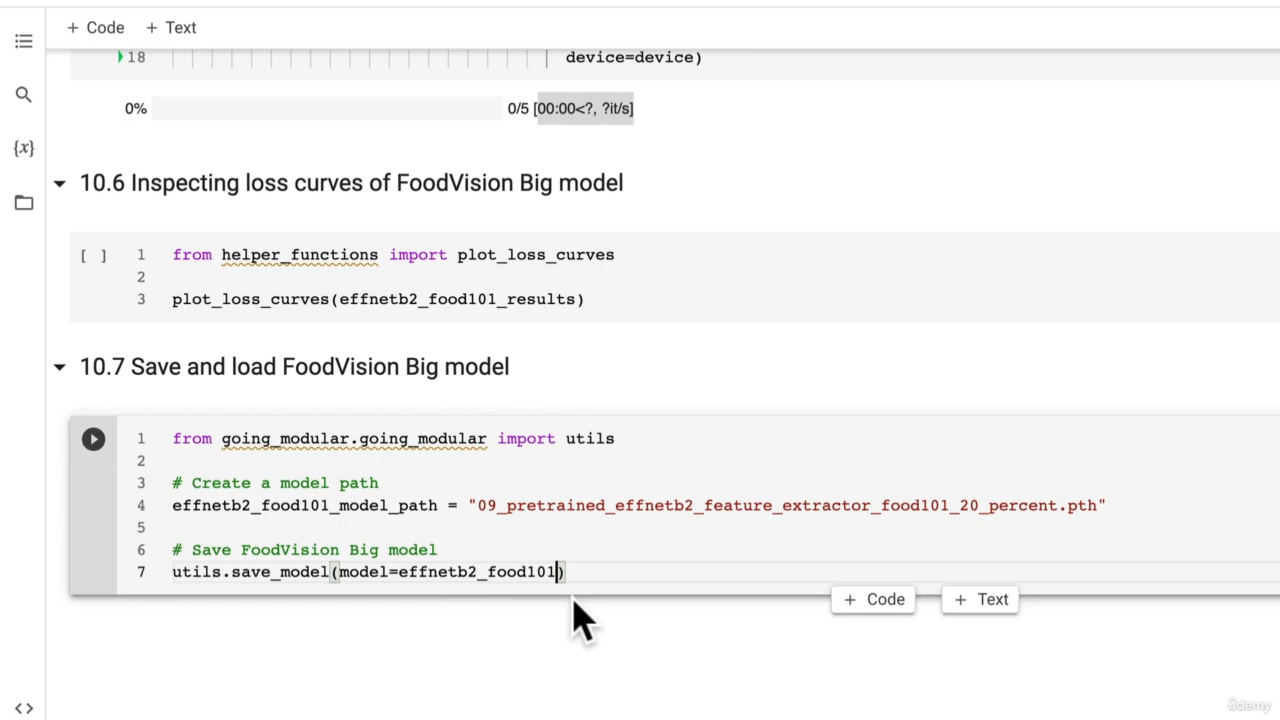 + Code + Text
18 device=device)
0% 0/5 [00:00<?, ?it/s]
10.6 Inspecting loss curves of FoodVision Big model
[ ] 1 from helper_functions import plot_loss_curves
2
3 plot_loss_curves(effnetb2_food101_results)
10.7 Save and load FoodVision Big model
1 from going_modular.going_modular import utils
2
3 # Create a model path
4 effnetb2_food101_model_path = "09_pretrained_effnetb2_feature_extractor_food101_20_percent.pth"
5
6 # Save FoodVision Big model
7 utils.save_model(model=effnetb2_food101)
+ Code + Text
{x}
<>
ûdemy